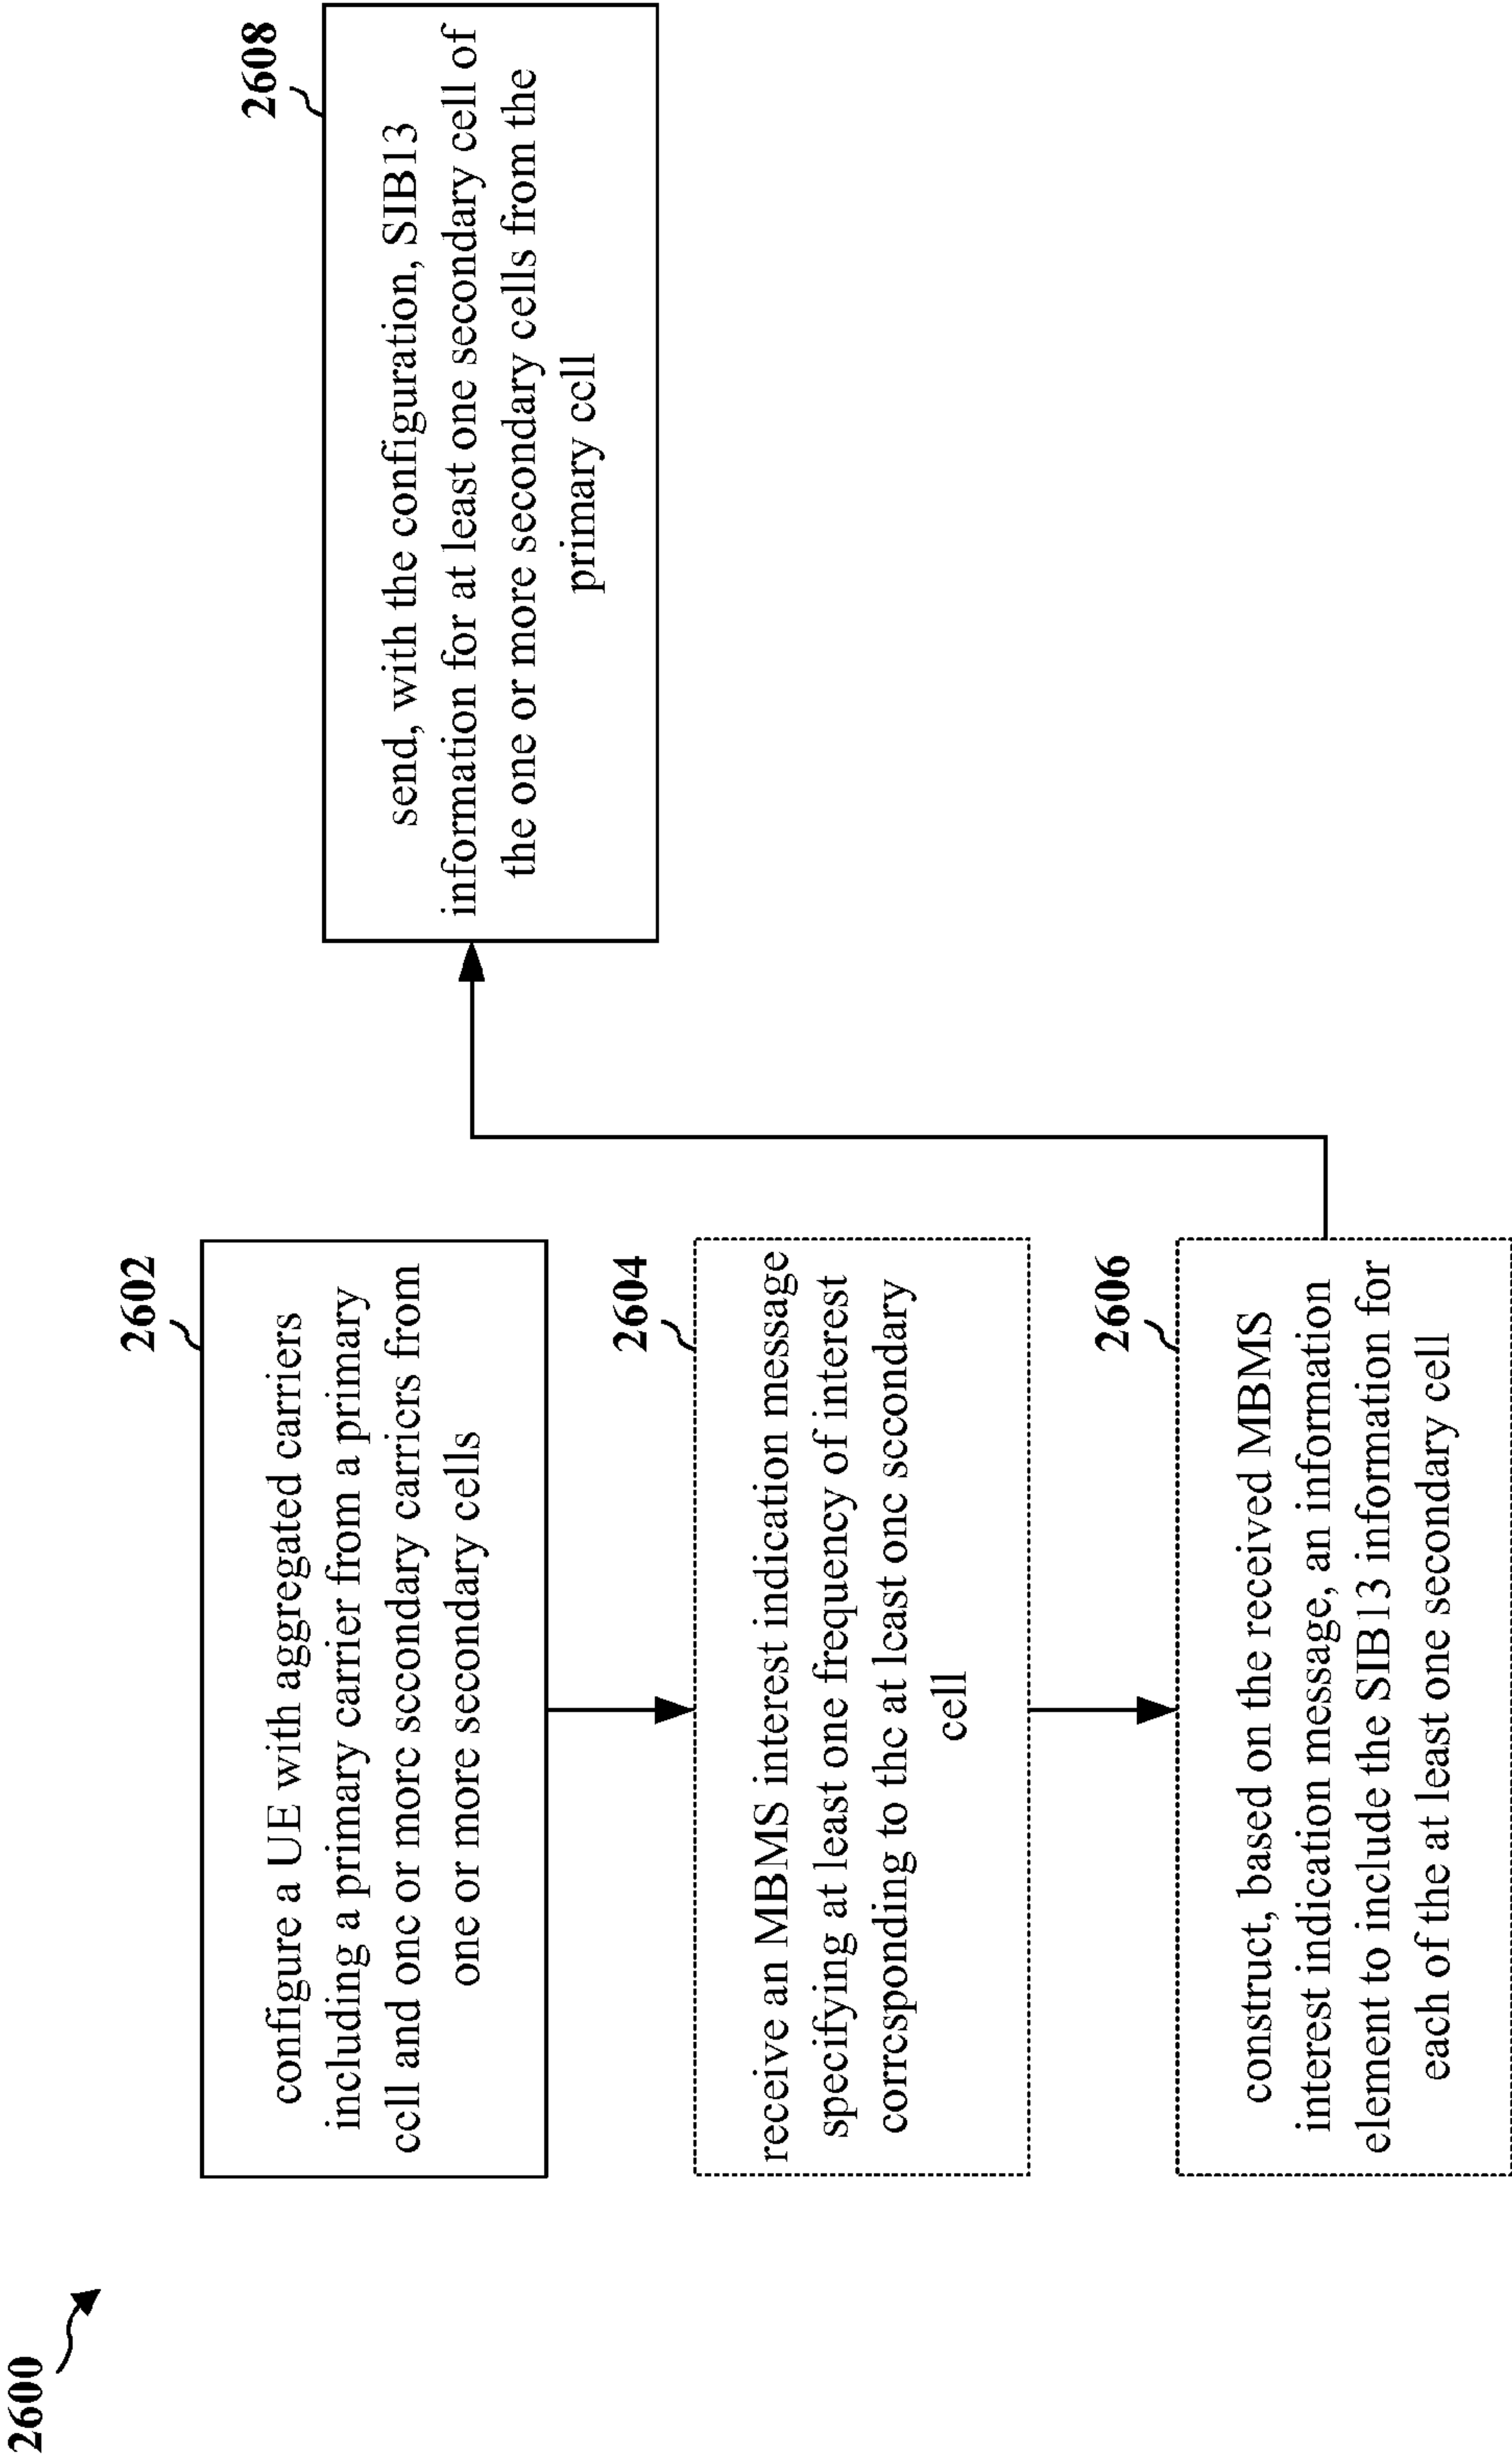 2600
2602
configure a UE with aggregated carriers
including a primary carrier from a primary
cell and one or more secondary carriers from
one or more secondary cells
2604
receive an MBMS interest indication message
specifying at least one frequency of interest
corresponding to the at least one secondary
cell
2606
construct, based on the received MBMS
interest indication message, an information
element to include the SIB13 information for
each of the at least one secondary cell
2608
send, with the configuration, SIB13
information for at least one secondary cell of
the one or more secondary cells from the
primary cell